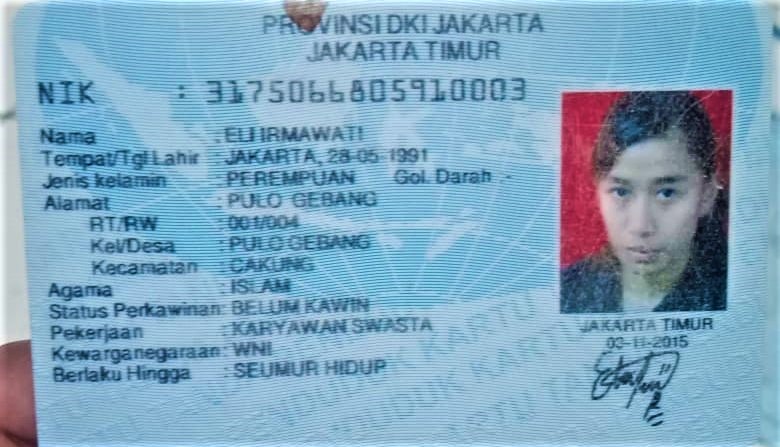 PROVINSI DKI JAKARTA
JAKARTA TIMUR
NIK : 3175066805910003
Nama : ELI IRMAWATI
Tempat/Tgl Lahir : JAKARTA, 28-05-1991
Jenis kelamin : PEREMPUAN Gol. Darah -
Alamat : PULO GEBANG
RT/RW : 001/004
Kel/Desa : PULO GEBANG
Kecamatan : CAKUNG
Agama : ISLAM
Status Perkawinan: BELUM KAWIN
Pekerjaan : KARYAWAN SWASTA
Kewarganegaraan: WNI
Berlaku Hingga : SEUMUR HIDUP
JAKARTA TIMUR
03-11-2015